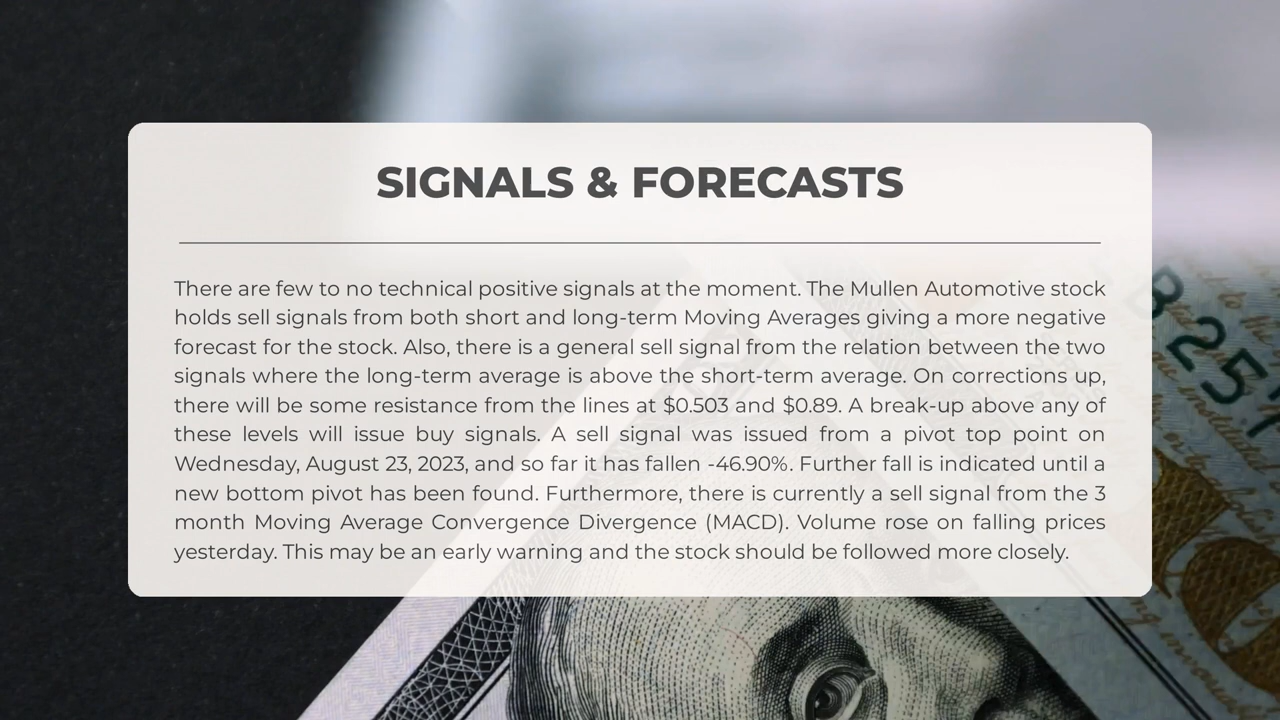 SIGNALS & FORECASTS
There are few to no technical positive signals at the moment. The Mullen Automotive stock
holds sell signals from both short and long-term Moving Averages giving a more negative
forecast for the stock. Also, there is a general sell signal from the relation between the two
signals where the long-term average is above the short-term average. On corrections up,
there will be some resistance from the lines at $0.503 and $0.89. A break-up above any of
these levels will issue buy signals. A sell signal was issued from a pivot top point on
Wednesday, August 23, 2023, and so far it has fallen -46.90%. Further fall is indicated until a
new bottom pivot has been found. Furthermore, there is currently a sell signal from the 3
month Moving Average Convergence Divergence (MACD). Volume rose on falling prices
yesterday. This may be an early warning and the stock should be followed more closely.